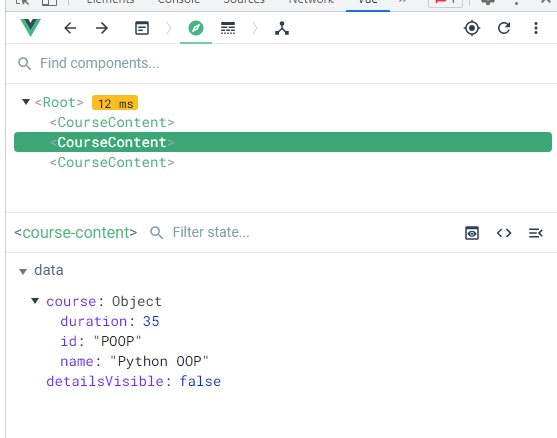 Elements Console Sources Network Vue » 1
Find components...
<Root> 12 ms
<CourseContent>
<CourseContent>
<CourseContent>
<course-content> Filter state...
data
course: Object
duration: 35
id: "POOP"
name: "Python OOP"
detailsVisible: false